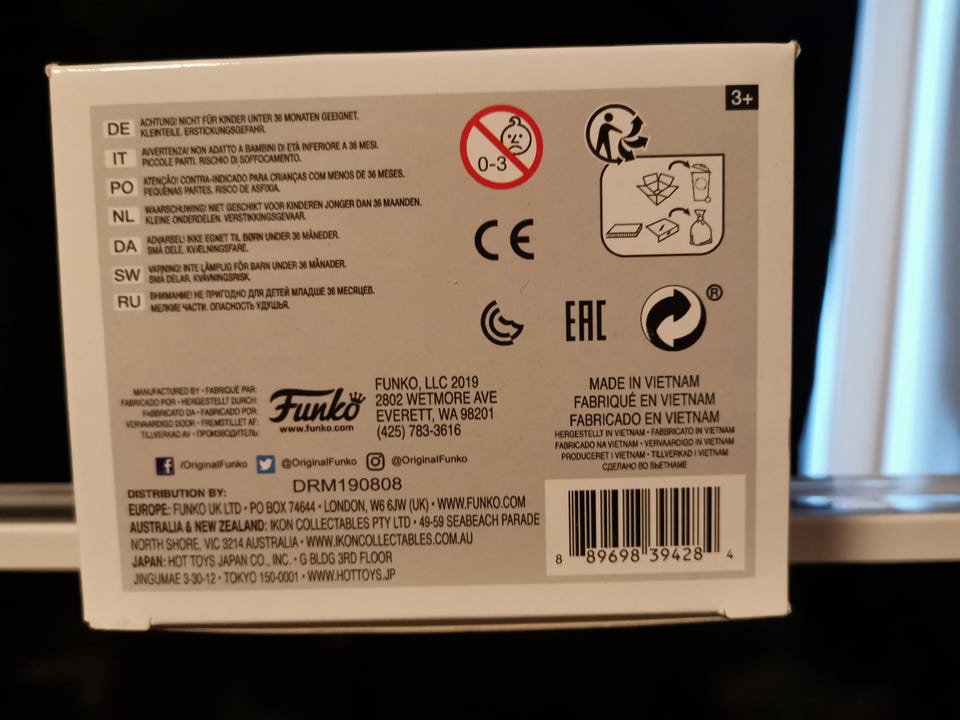 3+
DE ACHTUNG! NICHT FÜR KINDER UNTER 36 MONATEN GEEIGNET.
KLEINTEILE. ERSTICKUNGSGEFAHR.
IT AVVERTENZA! NON ADATTO A BAMBINI DI ETÀ INFERIORE A 36 MESI.
PICCOLE PARTI. RISCHIO DI SOFFOCAMENTO.
PO ATENÇÃO! CONTRA-INDICADO PARA CRIANÇAS COM MENOS DE 36 MESES.
PEQUENAS PARTES. RISCO DE ASFIXIA.
NL WAARSCHUWING! NIET GESCHIKT VOOR KINDEREN JONGER DAN 36 MAANDEN.
KLEINE ONDERDELEN. VERSTIKKINGSGEVAAR.
DA ADVARSEL! IKKE EGNET TIL BØRN UNDER 36 MÅNEDER.
SMÅ DELE. KVÆLNINGSFARE.
SW VARNING! INTE LÄMPLIG FÖR BARN UNDER 36 MÅNADER.
SMÅ DELAR. KVÄVNINGSRISK.
RU ВНИМАНИЕ! НЕ ПРИГОДНО ДЛЯ ДЕТЕЙ МЛАДШЕ 36 МЕСЯЦЕВ.
МЕЛКИЕ ЧАСТИ. ОПАСНОСТЬ УДУШЬЯ.
0-3
CE
EAC
®
MANUFACTURED BY • FABRIQUÉ PAR:
FABRICADO POR • HERGESTELLT DURCH:
FABBRICATO DA • FABRICADO POR:
VERVAARDIGD DOOR • FREMSTILLET AF:
TILLVERKAD AV • ПРОИЗВОДИТЕЛЬ:
Funko
www.funko.com
FUNKO, LLC 2019
2802 WETMORE AVE
EVERETT, WA 98201
(425) 783-3616
MADE IN VIETNAM
FABRIQUÉ EN VIETNAM
FABRICADO EN VIETNAM
HERGESTELLT IN VIETNAM • FABBRICATO IN VIETNAM
FABRICADO NA VIETNAM • VERVAARDIGD IN VIETNAM
PRODUCERET I VIETNAM • TILLVERKAD I VIETNAM
СДЕЛАНО ВО ВЬЕТНАМЕ
f /OriginalFunko @OriginalFunko @OriginalFunko
DRM190808
DISTRIBUTION BY:
EUROPE: FUNKO UK LTD • PO BOX 74644 • LONDON, W6 6JW (UK) • WWW.FUNKO.COM
AUSTRALIA & NEW ZEALAND: IKON COLLECTABLES PTY LTD • 49-59 SEABEACH PARADE
NORTH SHORE, VIC 3214 AUSTRALIA • WWW.IKONCOLLECTABLES.COM.AU
JAPAN: HOT TOYS JAPAN CO., INC. • G BLDG 3RD FLOOR
JINGUMAE 3-30-12 • TOKYO 150-0001 • WWW.HOTTOYS.JP
8 89698 39428 4